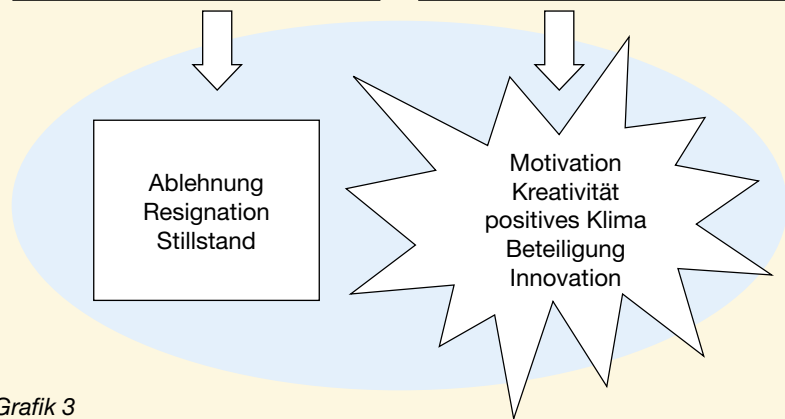 Ablehnung
Resignation
Stillstand
Motivation
Kreativität
positives Klima
Beteiligung
Innovation
Grafik 3